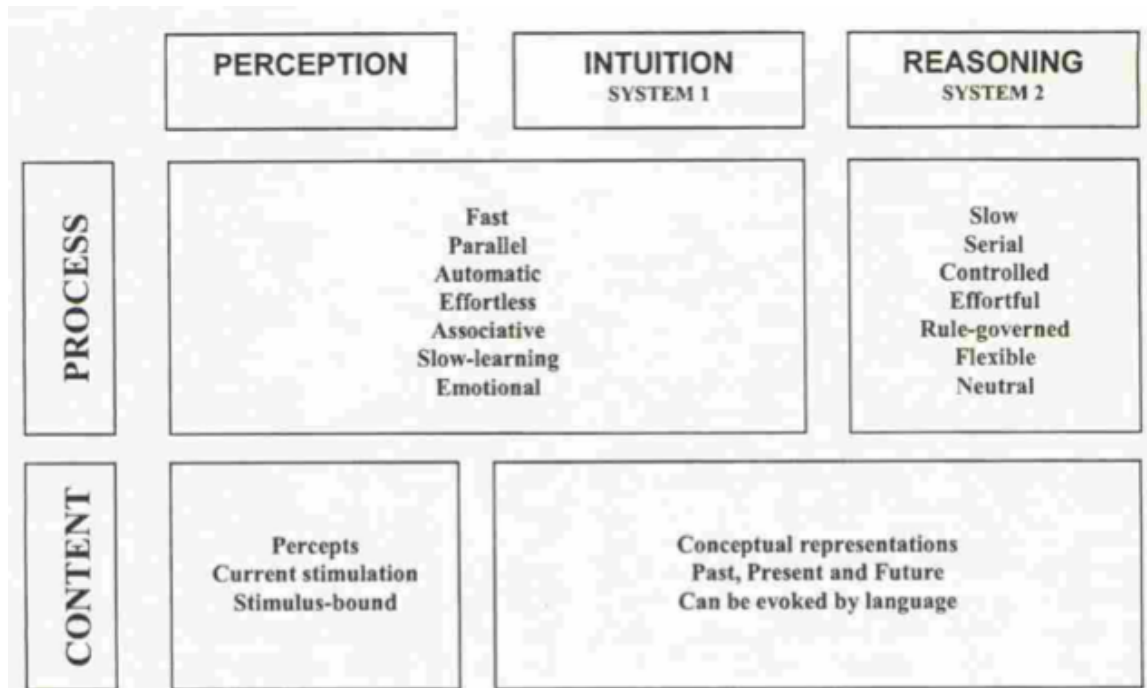 PERCEPTION
INTUITION
SYSTEM 1
REASONING
SYSTEM 2
PROCESS
Fast
Parallel
Automatic
Effortless
Associative
Slow-learning
Emotional
Slow
Serial
Controlled
Effortful
Rule-governed
Flexible
Neutral
CONTENT
Percepts
Current stimulation
Stimulus-bound
Conceptual representations
Past, Present and Future
Can be evoked by language